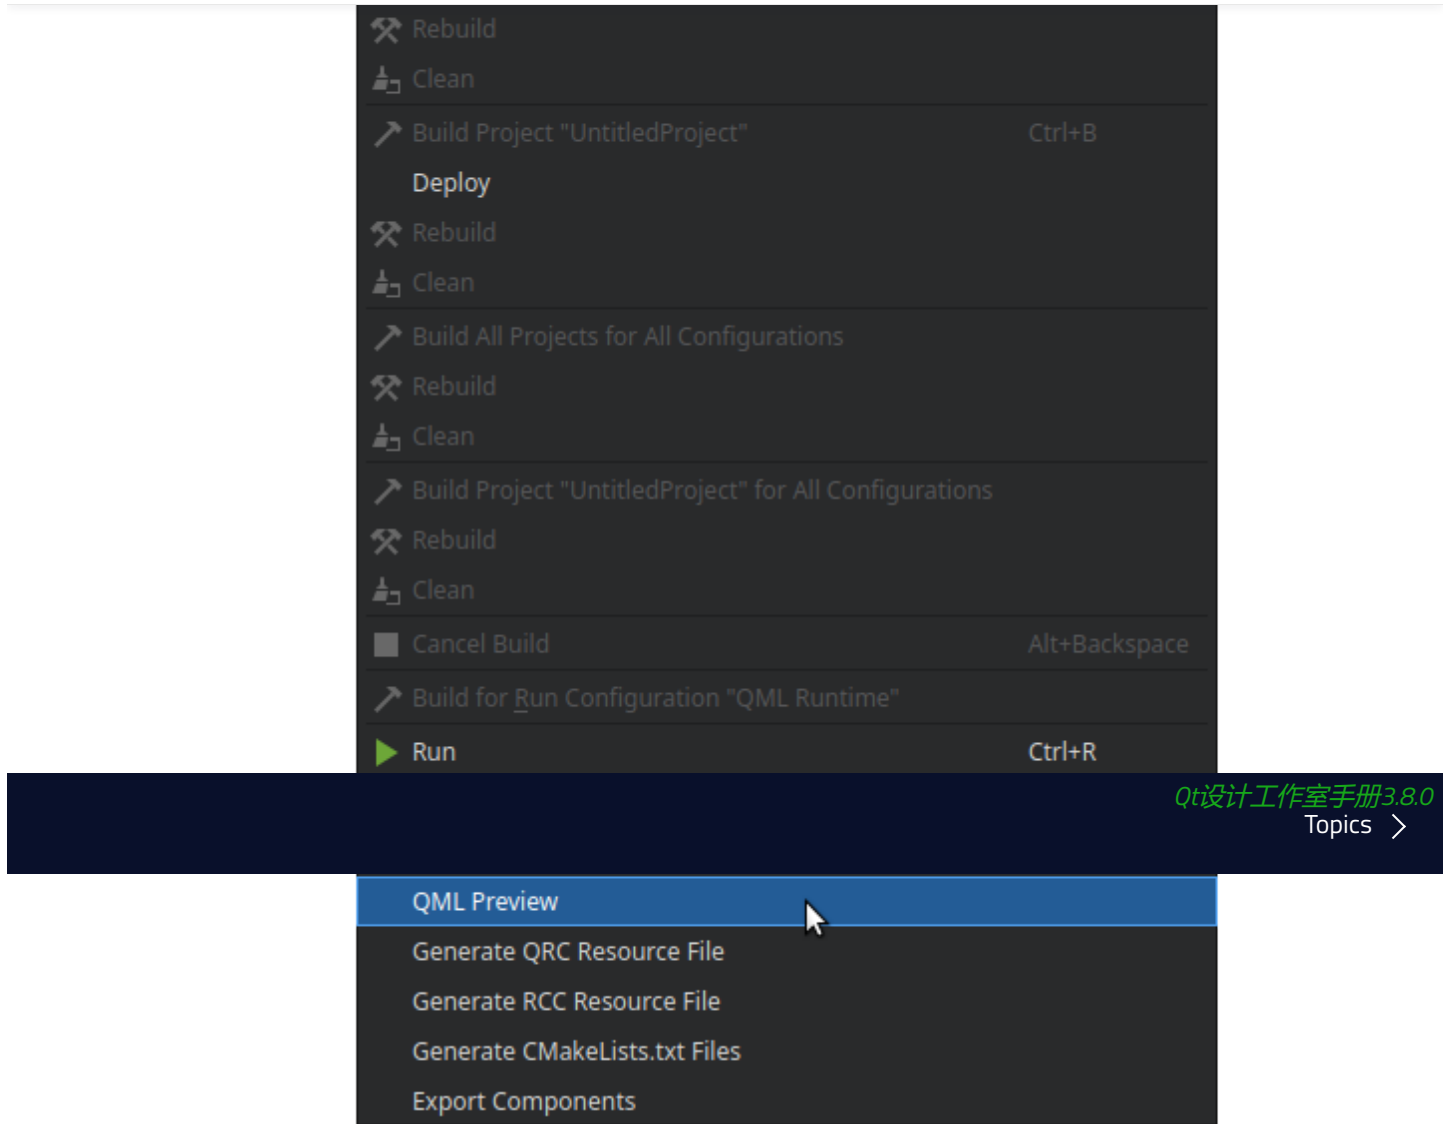 Rebuild
Clean
Build Project "UntitledProject" Ctrl+B
Deploy
Rebuild
Clean
Build All Projects for All Configurations
Rebuild
Clean
Build Project "UntitledProject" for All Configurations
Rebuild
Clean
Cancel Build Alt+Backspace
Build for Run Configuration "QML Runtime"
Run Ctrl+R
Qt设计工作室手册3.8.0
Topics
QML Preview
Generate QRC Resource File
Generate RCC Resource File
Generate CMakeLists.txt Files
Export Components